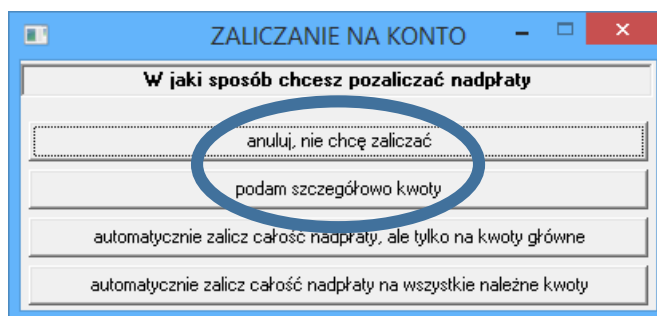 ZALICZANIE NA KONTO
W jaki sposób chcesz pozaliczać nadpłaty
anuluj, nie chcę zaliczać
podam szczegółowo kwoty
automatycznie zalicz całość nadpłaty, ale tylko na kwoty główne
automatycznie zalicz całość nadpłaty na wszystkie należne kwoty